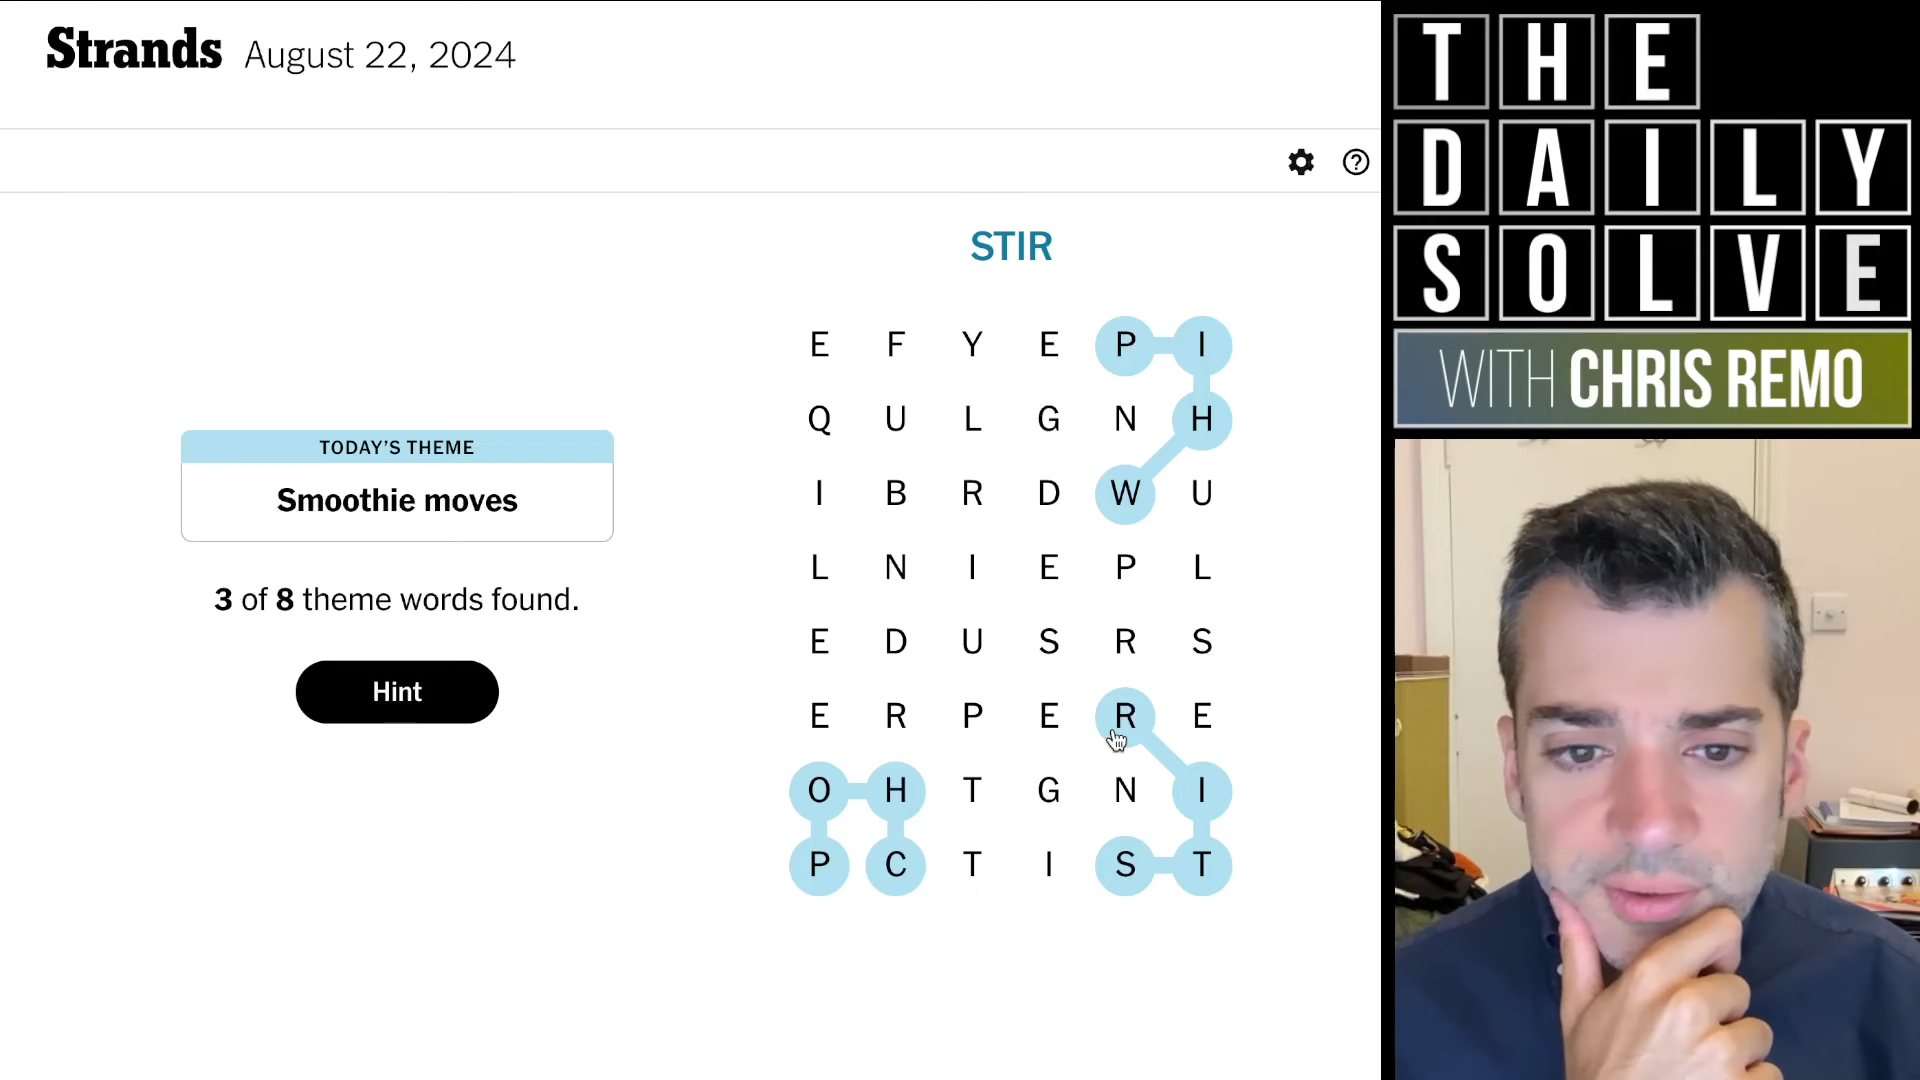 Strands August 22, 2024
THE
DAILY
SOLVE
WITH CHRIS REMO
STIR
E F Y E P I
Q U L G N H
I B R D W U
L N I E P L
E D U S R S
E R P E R E
O H T G N I
P C T I S T
TODAY'S THEME
Smoothie moves
3 of 8 theme words found.
Hint